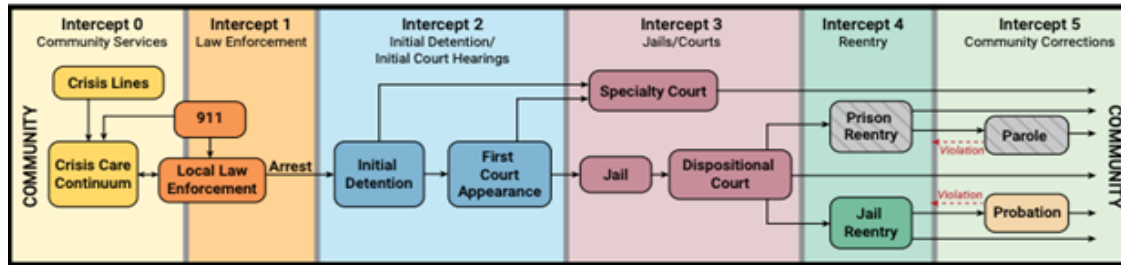 Intercept 0
Community Services
Intercept 1
Law Enforcement
Intercept 2
Initial Detention/
Initial Court Hearings
Intercept 3
Jails/Courts
Intercept 4
Reentry
Intercept 5
Community Corrections
COMMUNITY
Crisis Lines
911
Crisis Care
Continuum
Local Law
Enforcement
Arrest
Initial
Detention
First
Court
Appearance
Specialty Court
Jail
Dispositional
Court
Prison
Reentry
Parole
Violation
Jail
Reentry
Violation
Probation
COMMUNITY